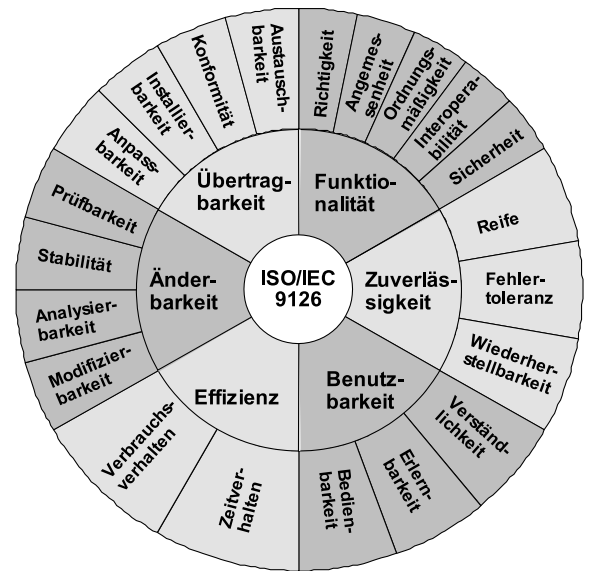 ISO/IEC
9126
Funktio-
nalität
Richtigkeit
Angemes-
senheit
Ordnungs-
mäßigkeit
Interopera-
bilität
Sicherheit
Zuverläs-
sigkeit
Reife
Fehler-
toleranz
Wiederher-
stellbarkeit
Benutz-
barkeit
Verständ-
lichkeit
Erlern-
barkeit
Bedien-
barkeit
Effizienz
Zeitver-
halten
Verbrauchs-
verhalten
Änder-
barkeit
Modifizier-
barkeit
Analysier-
barkeit
Stabilität
Prüfbarkeit
Übertrag-
barkeit
Anpass-
barkeit
Installier-
barkeit
Konformität
Austausch-
barkeit